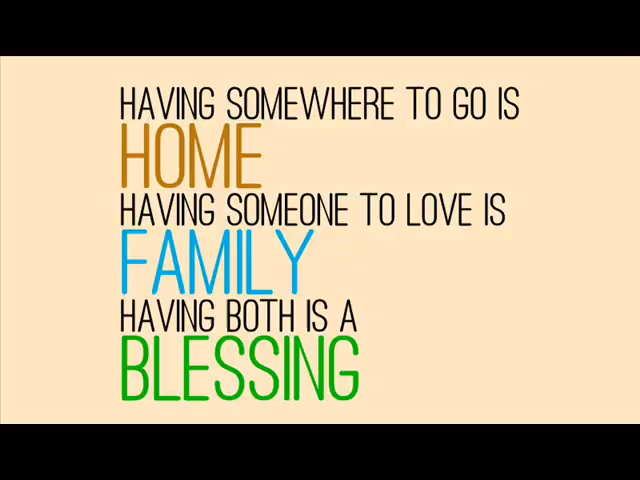 HAVING SOMEWHERE TO GO IS
HOME
HAVING SOMEONE TO LOVE IS
FAMILY
HAVING BOTH IS A
BLESSING